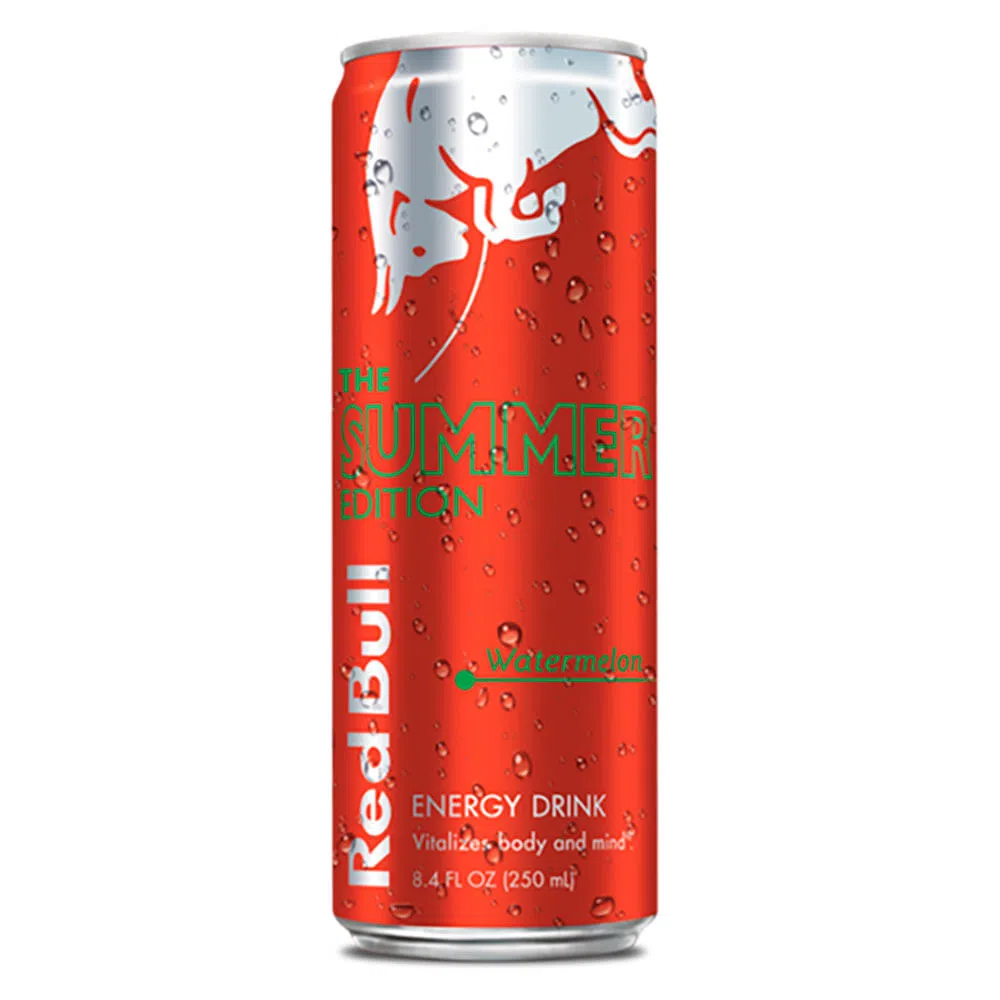 THE
SUMMER
EDITION
Red Bull
Watermelon
ENERGY DRINK
Vitalizes body and mind®.
8.4 FL OZ (250 mL)